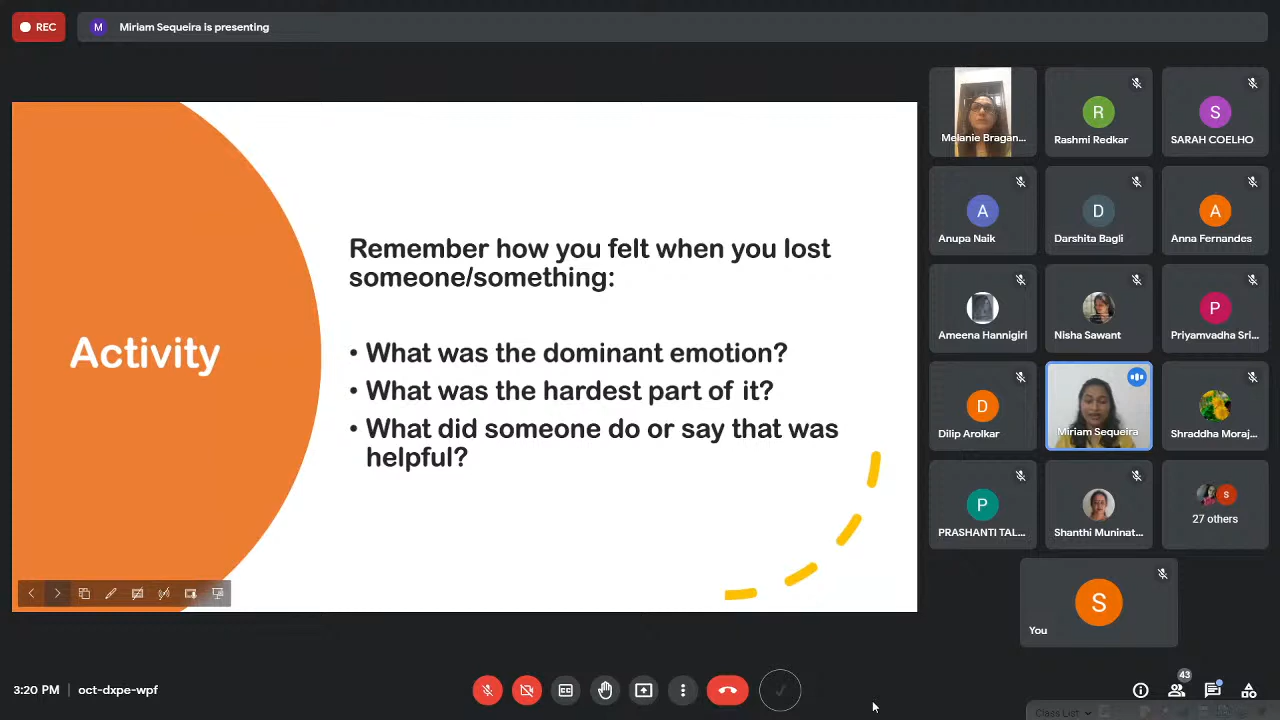 REC
M
Miriam Sequeira is presenting
Activity
Remember how you felt when you lost
someone/something:
• What was the dominant emotion?
• What was the hardest part of it?
• What did someone do or say that was
helpful?
Melanie Bragan...
R
Rashmi Redkar
S
SARAH COELHO
A
Anupa Naik
D
Darshita Bagli
A
Anna Fernandes
Ameena Hannigiri
Nisha Sawant
P
Priyamvadha Sri...
D
Dilip Arolkar
Miriam Sequeira
Shraddha Moraj...
P
PRASHANTI TAL...
Shanthi Muninat...
S
27 others
S
You
3:20 PM
oct-dxpe-wpf
43
Class List